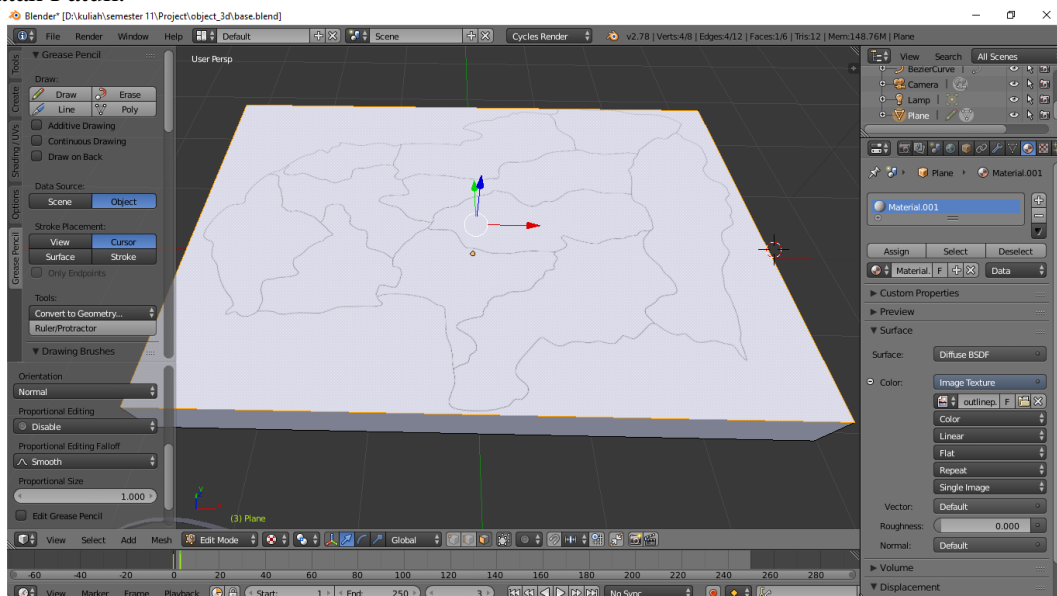 Blender* [D:\kuliah\semester 11\Project\object_3d\base.blend]
File Render Window Help Default Scene Cycles Render v2.78 | Verts:4/8 | Edges:4/12 | Faces:1/6 | Tris:12 | Mem:148.76M | Plane
Tools
Create
Shading / UVs
Options
Grease Pencil
Grease Pencil
Draw:
Draw Erase
Line Poly
Additive Drawing
Continuous Drawing
Draw on Back
Data Source:
Scene Object
Stroke Placement:
View Cursor
Surface Stroke
Only Endpoints
Tools:
Convert to Geometry...
Ruler/Protractor
Drawing Brushes
Orientation
Normal
Proportional Editing
Disable
Proportional Editing Falloff
Smooth
Proportional Size
1.000
Edit Grease Pencil
User Persp
(3) Plane
View Select Add Mesh Edit Mode Global
-60 -40 -20 0 20 40 60 80 100 120 140 160 180 200 220 240 260 280
View Marker Frame Playback Start: 1 End: 250 3 No Sync
View Search All Scenes
BezierCurve
Camera
Lamp
Plane
Plane Material.001
Material.001
Assign Select Deselect
Material. F Data
Custom Properties
Preview
Surface
Surface: Diffuse BSDF
Color: Image Texture
outlinep. F
Color
Linear
Flat
Repeat
Single Image
Vector: Default
Roughness: 0.000
Normal: Default
Volume
Displacement